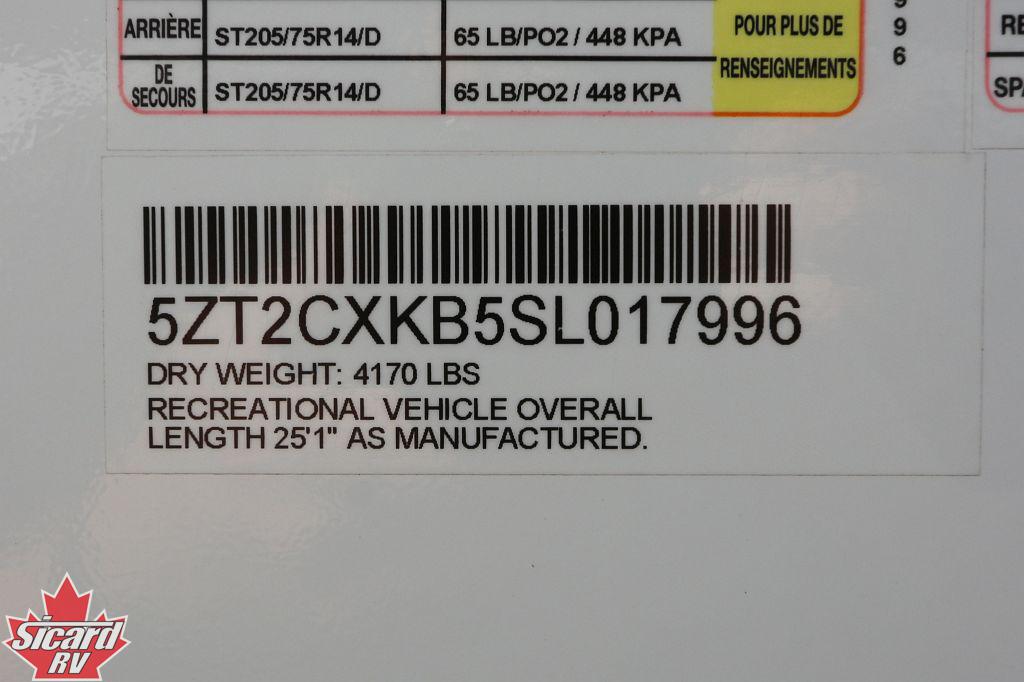 ARRIÈRE ST205/75R14/D 65 LB/PO2 / 448 KPA
DE SECOURS ST205/75R14/D 65 LB/PO2 / 448 KPA
POUR PLUS DE
RENSEIGNEMENTS
9
6
5ZT2CXKB5SL017996
DRY WEIGHT: 4170 LBS
RECREATIONAL VEHICLE OVERALL
LENGTH 25'1" AS MANUFACTURED.
Sicard
RV